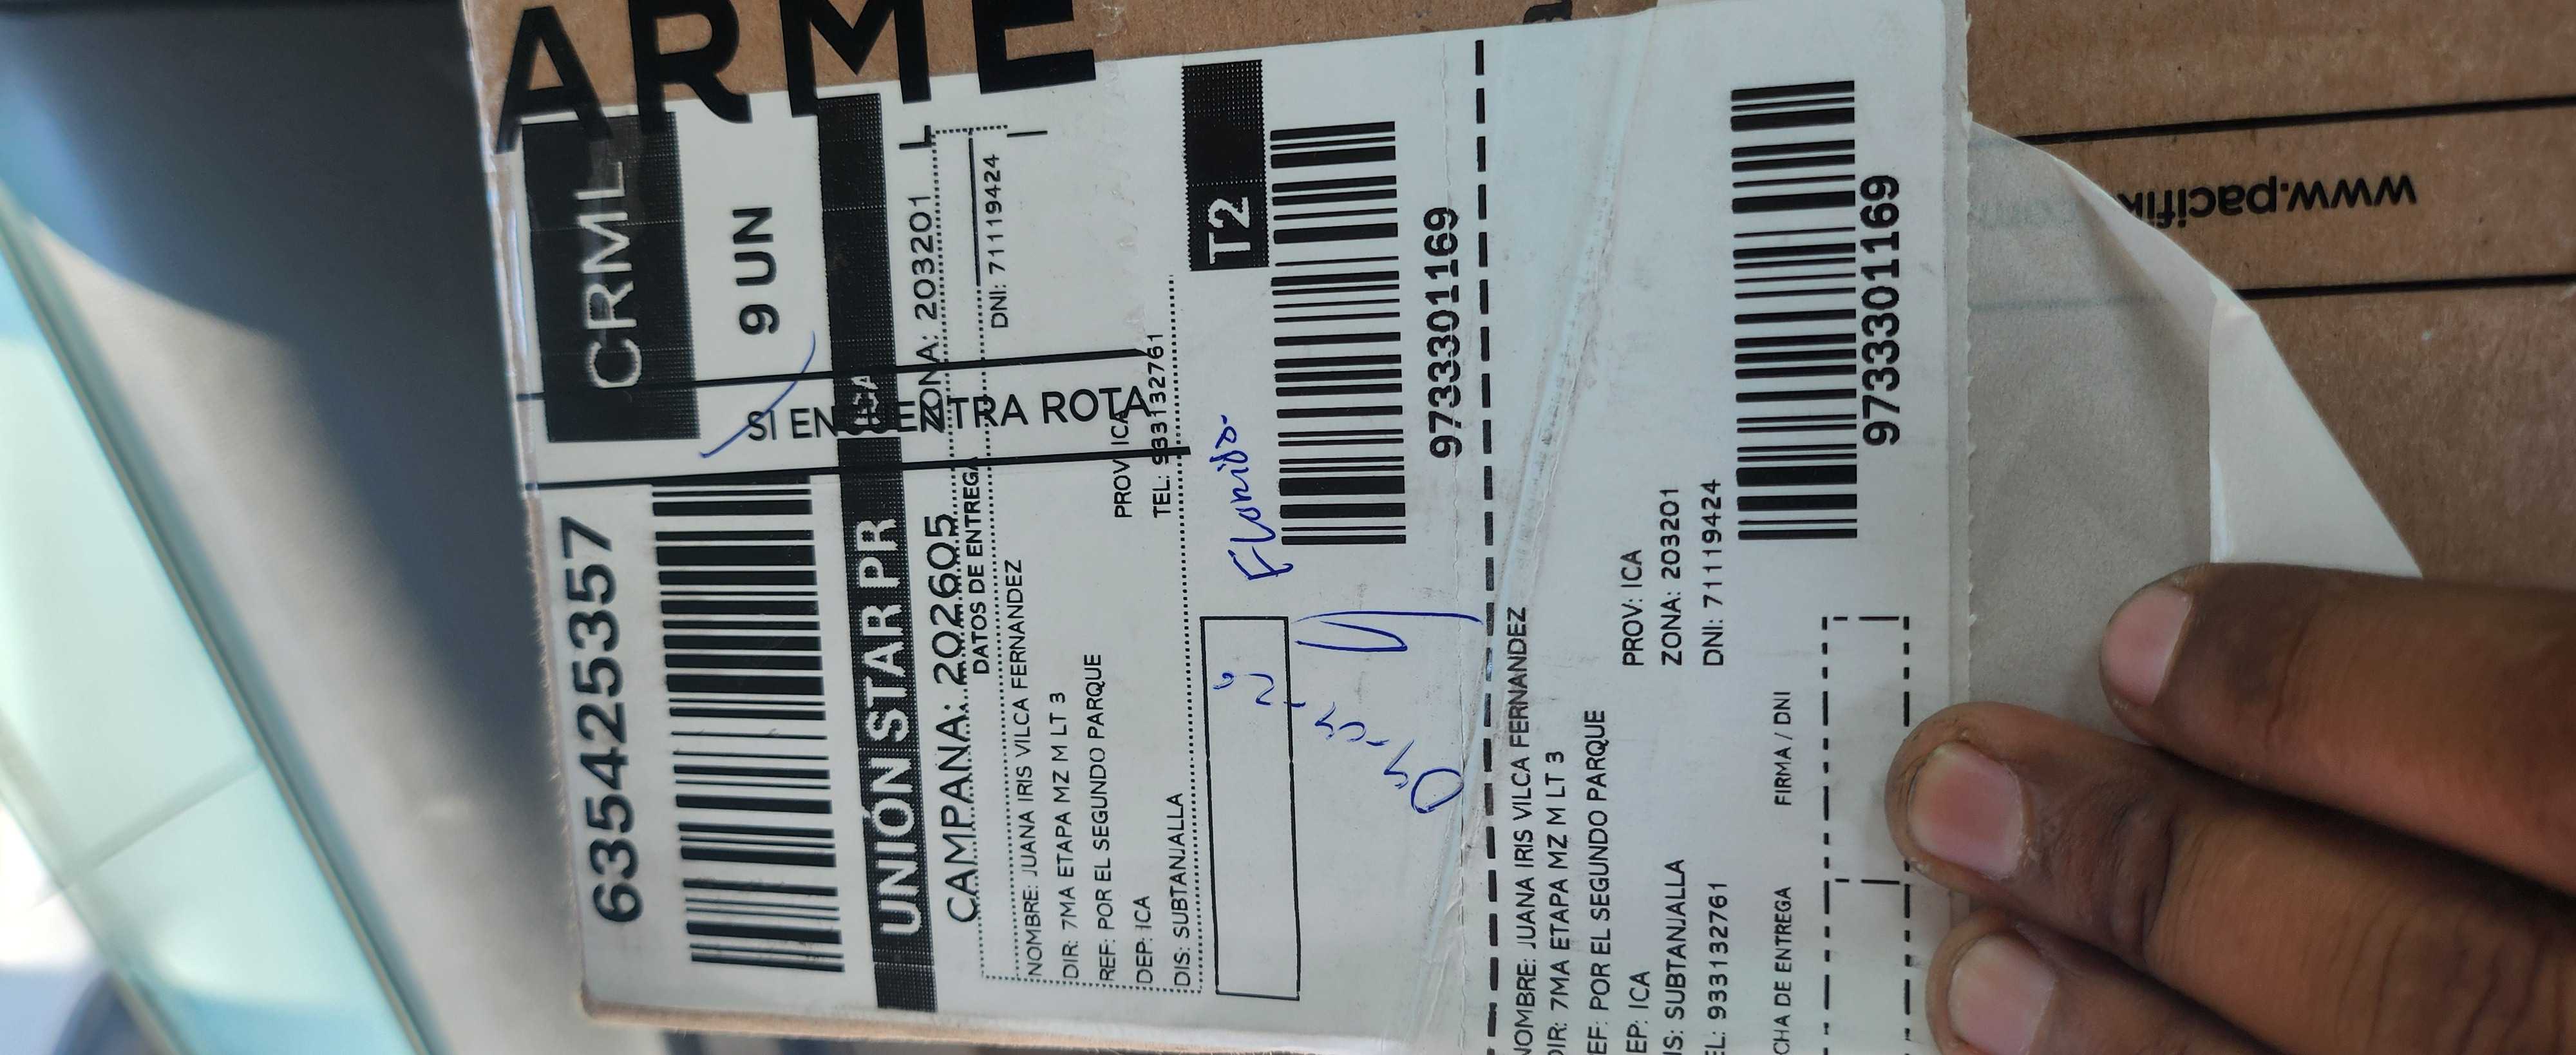 ARME
CRML
6354225357
9 UN
SI ENCUENTRA ROTA
UNIÓN STAR PR
ICA
CAMPAÑA: 202605
ZONA: 203201
L
DATOS DE ENTREGA
NOMBRE: JUANA IRIS VILCA FERNANDEZ
DNI: 71119424
DIR: 7MA ETAPA MZ M LT 3
REF: POR EL SEGUNDO PARQUE
DEP: ICA
PROV: ICA
DIS: SUBTANJALLA
TEL: 933132761
T2
9733301169
NOMBRE: JUANA IRIS VILCA FERNANDEZ
DIR: 7MA ETAPA MZ M LT 3
EF: POR EL SEGUNDO PARQUE
EP: ICA
PROV: ICA
IS: SUBTANJALLA
ZONA: 203201
EL: 933132761
DNI: 71119424
9733301169
CHA DE ENTREGA
FIRMA / DNI
www.pacifik